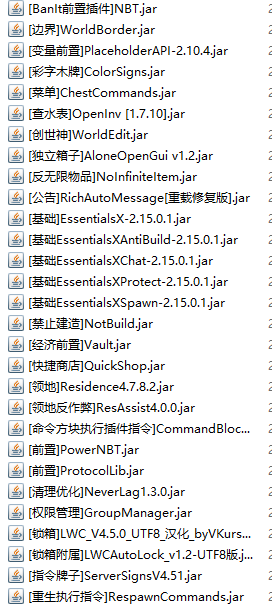 [BanIt前置插件]NBT.jar
[边界]WorldBorder.jar
[变量前置]PlaceholderAPI-2.10.4.jar
[彩字木牌]ColorSigns.jar
[菜单]ChestCommands.jar
[查水表]OpenInv [1.7.10].jar
[创世神]WorldEdit.jar
[独立箱子]AloneOpenGui v1.2.jar
[反无限物品]NoInfiniteItem.jar
[公告]RichAutoMessage[重载修复版].jar
[基础]EssentialsX-2.15.0.1.jar
[基础EssentialsXAntiBuild-2.15.0.1.jar
[基础EssentialsXChat-2.15.0.1.jar
[基础EssentialsXProtect-2.15.0.1.jar
[基础EssentialsXSpawn-2.15.0.1.jar
[禁止建造]NotBuild.jar
[经济前置]Vault.jar
[快捷商店]QuickShop.jar
[领地]Residence4.7.8.2.jar
[领地反作弊]ResAssist4.0.0.jar
[命令方块执行插件指令]CommandBloc...
[前置]PowerNBT.jar
[前置]ProtocolLib.jar
[清理优化]NeverLag1.3.0.jar
[权限管理]GroupManager.jar
[锁箱]LWC_V4.5.0_UTF8_汉化_byVKurs...
[锁箱附属]LWCAutoLock_v1.2-UTF8版.j...
[指令牌子]ServerSignsV4.51.jar
[重生执行指令]RespawnCommands.jar